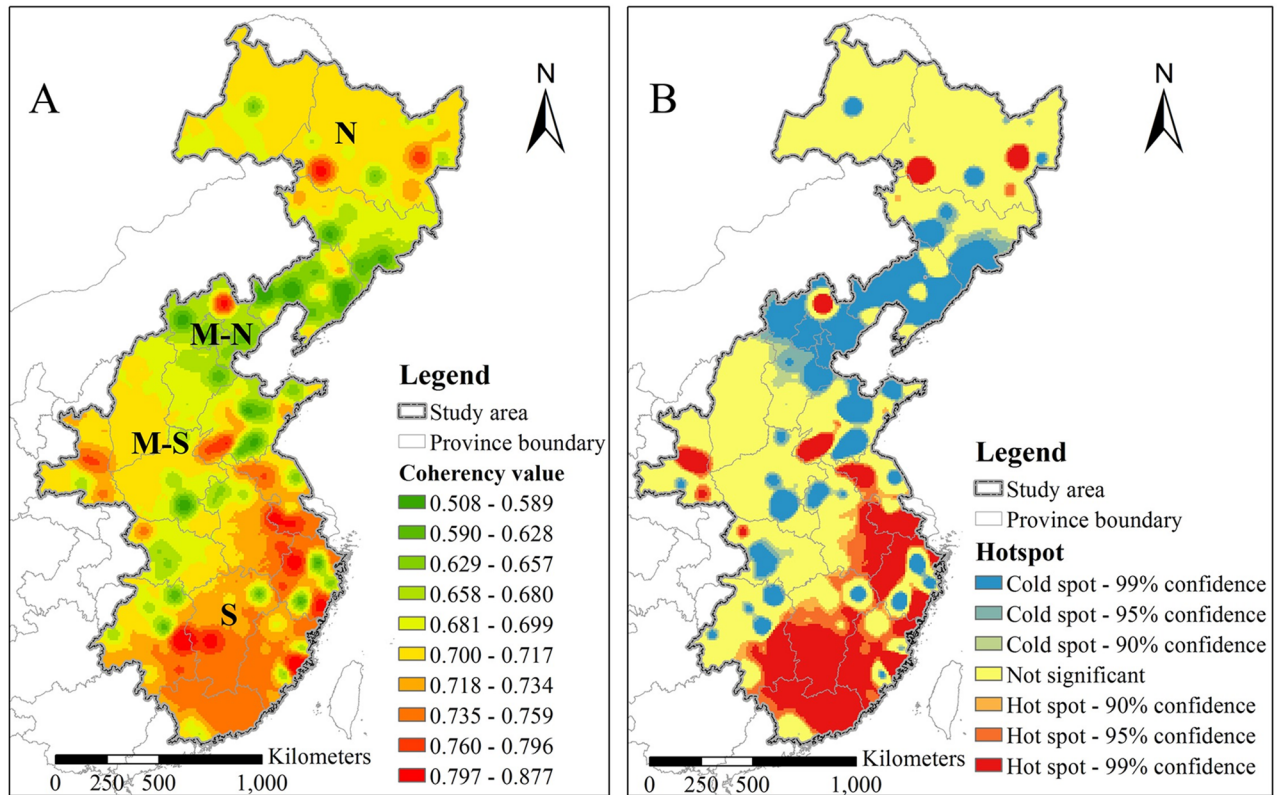 A
N
N
M-N
M-S
S
Legend
Study area
Province boundary
Coherency value
0.508 - 0.589
0.590 - 0.628
0.629 - 0.657
0.658 - 0.680
0.681 - 0.699
0.700 - 0.717
0.718 - 0.734
0.735 - 0.759
0.760 - 0.796
0.797 - 0.877
Kilometers
0 250 500 1,000
B
N
Legend
Study area
Province boundary
Hotspot
Cold spot - 99% confidence
Cold spot - 95% confidence
Cold spot - 90% confidence
Not significant
Hot spot - 90% confidence
Hot spot - 95% confidence
Hot spot - 99% confidence
Kilometers
0 250 500 1,000